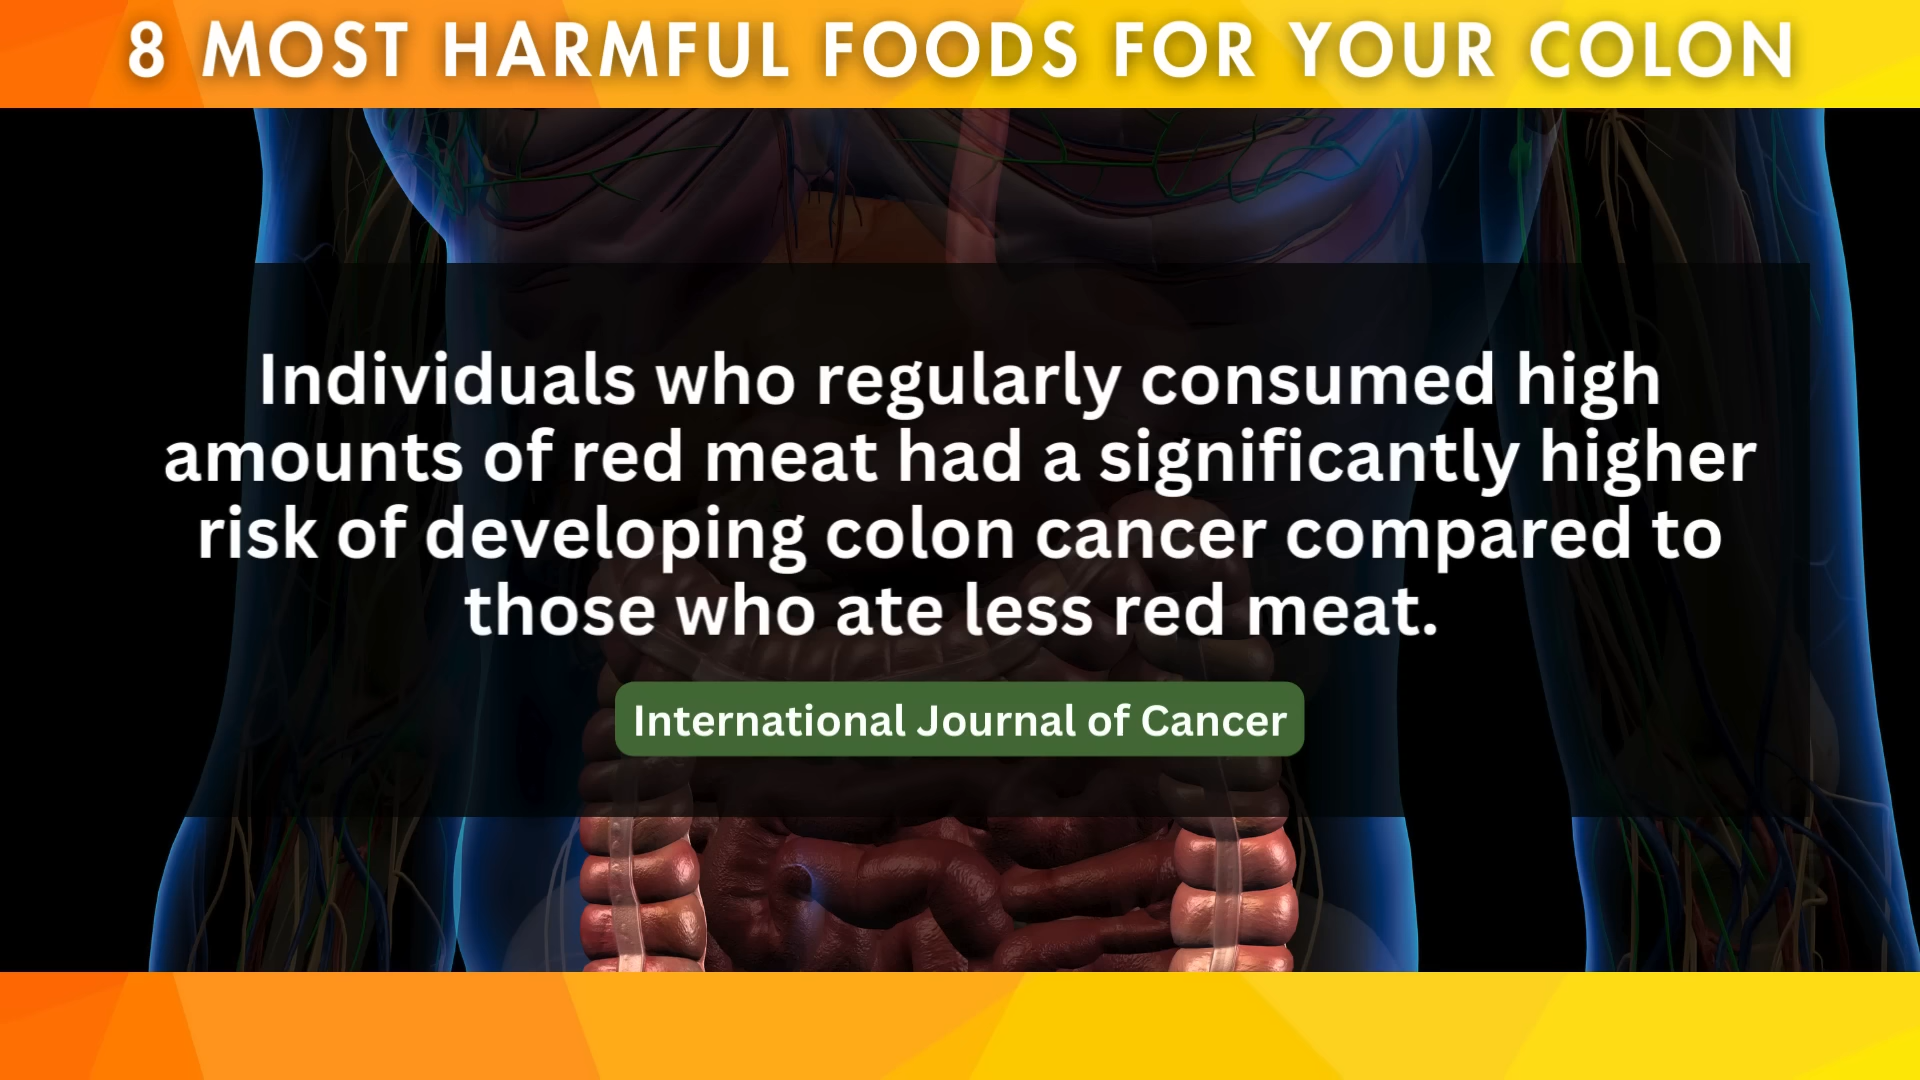 8 MOST HARMFUL FOODS FOR YOUR COLON
Individuals who regularly consumed high
amounts of red meat had a significantly higher
risk of developing colon cancer compared to
those who ate less red meat.
International Journal of Cancer